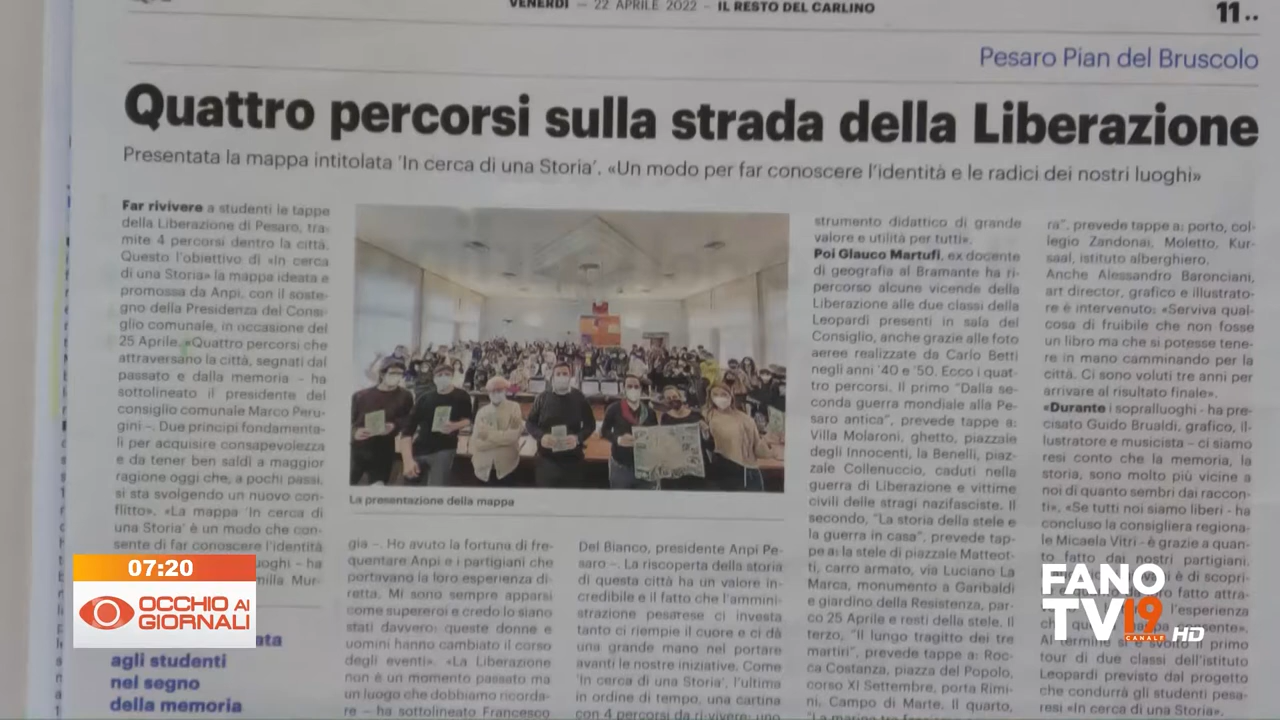 VENERDÌ — 22 APRILE 2022 – IL RESTO DEL CARLINO
11 ..
Pesaro Pian del Bruscolo
Quattro percorsi sulla strada della Liberazione
Presentata la mappa intitolata 'In cerca di una Storia'. «Un modo per far conoscere l'identità e le radici dei nostri luoghi»
Far rivivere a studenti le tappe
della Liberazione di Pesaro, tra-
mite 4 percorsi dentro la città.
Questo l'obiettivo di «In cerca
di una Storia» la mappa ideata e
promossa da Anpi, con il soste-
gno della Presidenza del Consi-
glio comunale, in occasione del
25 Aprile. «Quattro percorsi che
attraversano la città, segnati dal
passato e dalla memoria - ha
sottolineato il presidente del
consiglio comunale Marco Peru-
gini –. Due principi fondamenta-
li per acquisire consapevolezza
e da tener ben saldi a maggior
ragione oggi che, a pochi passi,
si sta svolgendo un nuovo con-
flitto». «La mappa 'In cerca di
una Storia' è un modo che con-
sente di far conoscere l'identità
luoghi – ha
milla Mur-
agli studenti
nel segno
della memoria
La presentazione della mappa
gia –. Ho avuto la fortuna di fre-
quentare Anpi e i partigiani che
portavano la loro esperienza di-
retta. Mi sono sempre apparsi
come supereroi e credo lo siano
stati davvero: queste donne e
uomini hanno cambiato il corso
degli eventi». «La Liberazione
non è un momento passato ma
un luogo che dobbiamo ricorda-
re – ha sottolineato Francesco
Del Bianco, presidente Anpi Pe-
saro –. La riscoperta della storia
di questa città ha un valore in-
credibile e il fatto che l'ammini-
strazione pesarese ci investa
tanto ci riempie il cuore e ci dà
una grande mano nel portare
avanti le nostre iniziative. Come
'In cerca di una Storia', l'ultima
in ordine di tempo, una cartina
con 4 percorsi da ri-vivere: uno
strumento didattico di grande
valore e utilità per tutti».
Poi Glauco Martufi, ex docente
di geografia al Bramante ha ri-
percorso alcune vicende della
Liberazione alle due classi della
Leopardi presenti in sala del
Consiglio, anche grazie alle foto
aeree realizzate da Carlo Betti
negli anni '40 e '50. Ecco i quat-
tro percorsi. Il primo "Dalla se-
conda guerra mondiale alla Pe-
saro antica", prevede tappe a:
Villa Molaroni, ghetto, piazzale
degli Innocenti, la Benelli, piaz-
zale Collenuccio, caduti nella
guerra di Liberazione e vittime
civili delle stragi nazifasciste. Il
secondo, "La storia della stele e
la guerra in casa", prevede tap-
pe a: la stele di piazzale Matteot-
ti, carro armato, via Luciano La
Marca, monumento a Garibaldi
e giardino della Resistenza, par-
co 25 Aprile e resti della stele. Il
terzo, "Il lungo tragitto dei tre
martiri", prevede tappe a: Roc-
ca Costanza, piazza del Popolo,
corso XI Settembre, porta Rimi-
ni, Campo di Marte. Il quarto,
ra", prevede tappe a: porto, col-
legio Zandonai, Moletto, Kur-
saal, istituto alberghiero.
Anche Alessandro Baronciani,
art director, grafico e illustrato-
re è intervenuto: «Serviva qual-
cosa di fruibile che non fosse
un libro ma che si potesse tene-
re in mano camminando per la
città. Ci sono voluti tre anni per
arrivare al risultato finale».
«Durante i sopralluoghi - ha pre-
cisato Guido Brualdi, grafico, il-
lustratore e musicista – ci siamo
resi conto che la memoria, la
storia, sono molto più vicine a
noi di quanto sembri dai raccon-
ti». «Se tutti noi siamo liberi - ha
concluso la consigliera regiona-
le Micaela Vitri - è grazie a quan-
to fatto dai nostri partigiani.
è di scopri-
fatto attra-
l'esperienza
Al termine si è svolto il primo
tour di due classi dell'istituto
Leopardi previsto dal progetto
che condurrà gli studenti pesa-
resi «In cerca di una Storia».
07:20
OCCHIO AI
GIORNALI
FANO
TV 19
CANALE
HD